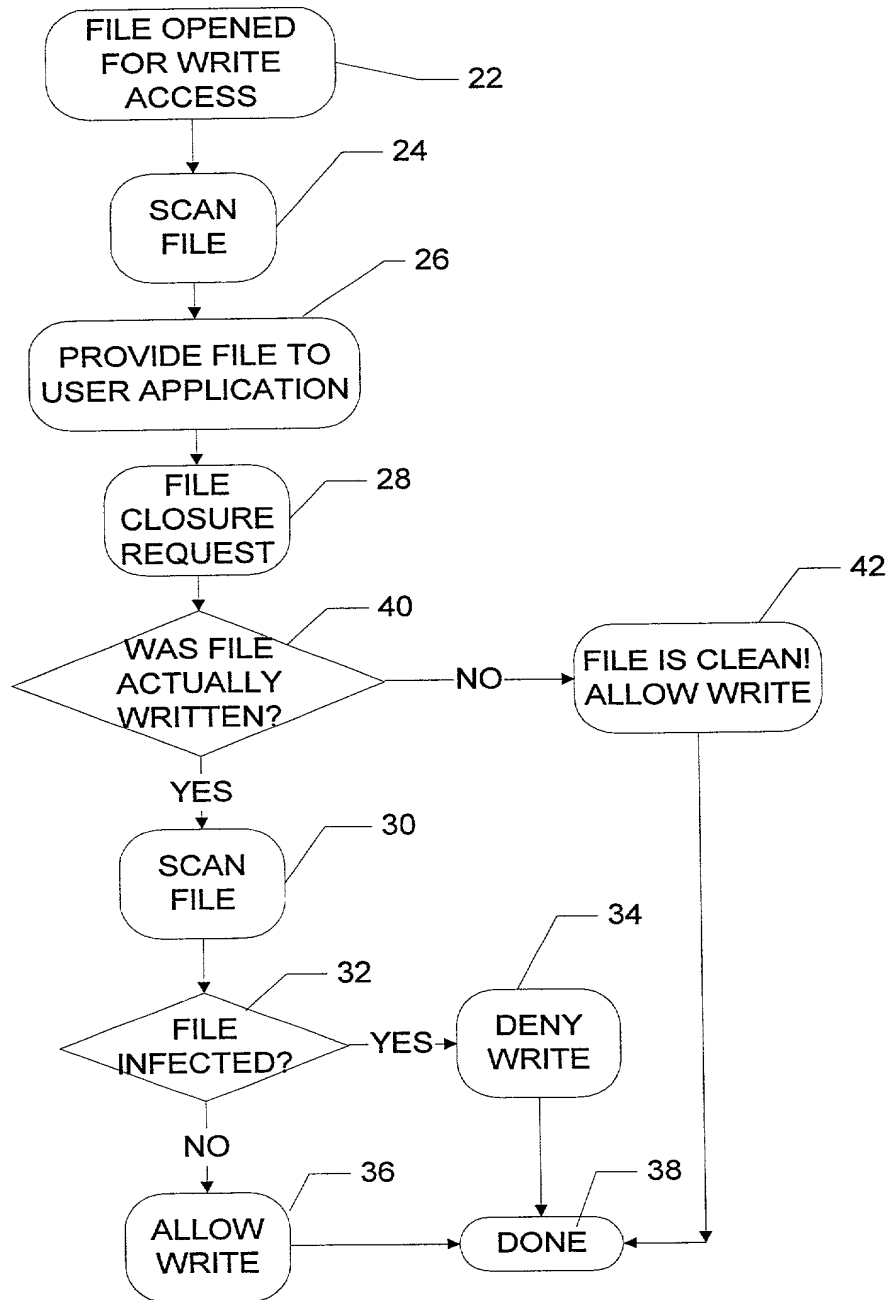 FILE OPENED
FOR WRITE
ACCESS
22
24
SCAN
FILE
26
PROVIDE FILE TO
USER APPLICATION
28
FILE
CLOSURE
REQUEST
40
42
WAS FILE
ACTUALLY
WRITTEN?
NO
FILE IS CLEAN!
ALLOW WRITE
YES
30
SCAN
FILE
34
32
FILE
INFECTED?
YES
DENY
WRITE
NO
36
38
ALLOW
WRITE
DONE